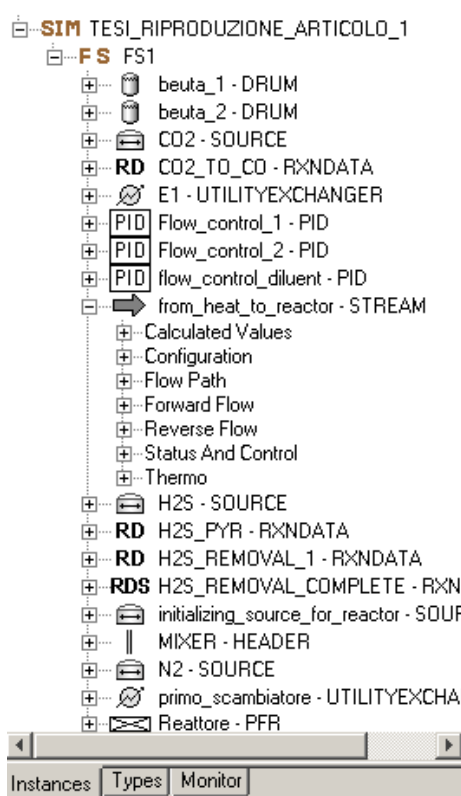 SIM TESI_RIPRODUZIONE_ARTICOLO_1
FS FS1
beuta_1 - DRUM
beuta_2 - DRUM
CO2 - SOURCE
RD CO2_TO_CO - RXNDATA
E1 - UTILITYEXCHANGER
PID Flow_control_1 - PID
PID Flow_control_2 - PID
PID flow_control_diluent - PID
from_heat_to_reactor - STREAM
Calculated Values
Configuration
Flow Path
Forward Flow
Reverse Flow
Status And Control
Thermo
H2S - SOURCE
RD H2S_PYR - RXNDATA
RD H2S_REMOVAL_1 - RXNDATA
RDS H2S_REMOVAL_COMPLETE - RXN
initializing_source_for_reactor - SOUR
MIXER - HEADER
N2 - SOURCE
primo_scambiatore - UTILITYEXCHA
Reattore - PFR
Instances Types Monitor